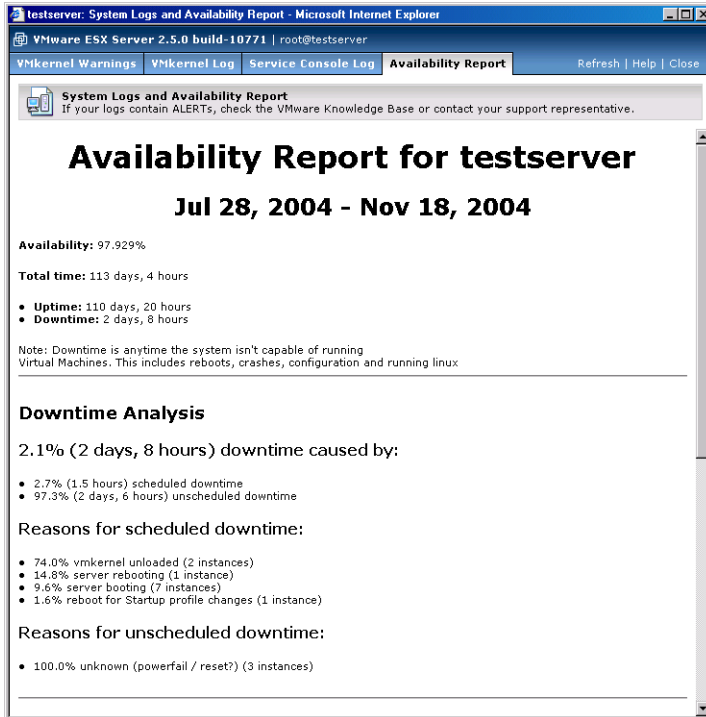 testserver: System Logs and Availability Report - Microsoft Internet Explorer
VMware ESX Server 2.5.0 build-10771 | root@testserver
VMkernel Warnings VMkernel Log Service Console Log Availability Report Refresh | Help | Close
System Logs and Availability Report
If your logs contain ALERTs, check the VMware Knowledge Base or contact your support representative.
Availability Report for testserver
Jul 28, 2004 - Nov 18, 2004
Availability: 97.929%
Total time: 113 days, 4 hours
• Uptime: 110 days, 20 hours
• Downtime: 2 days, 8 hours
Note: Downtime is anytime the system isn't capable of running
Virtual Machines. This includes reboots, crashes, configuration and running linux
Downtime Analysis
2.1% (2 days, 8 hours) downtime caused by:
• 2.7% (1.5 hours) scheduled downtime
• 97.3% (2 days, 6 hours) unscheduled downtime
Reasons for scheduled downtime:
• 74.0% vmkernel unloaded (2 instances)
• 14.8% server rebooting (1 instance)
• 9.6% server booting (7 instances)
• 1.6% reboot for Startup profile changes (1 instance)
Reasons for unscheduled downtime:
• 100.0% unknown (powerfail / reset?) (3 instances)